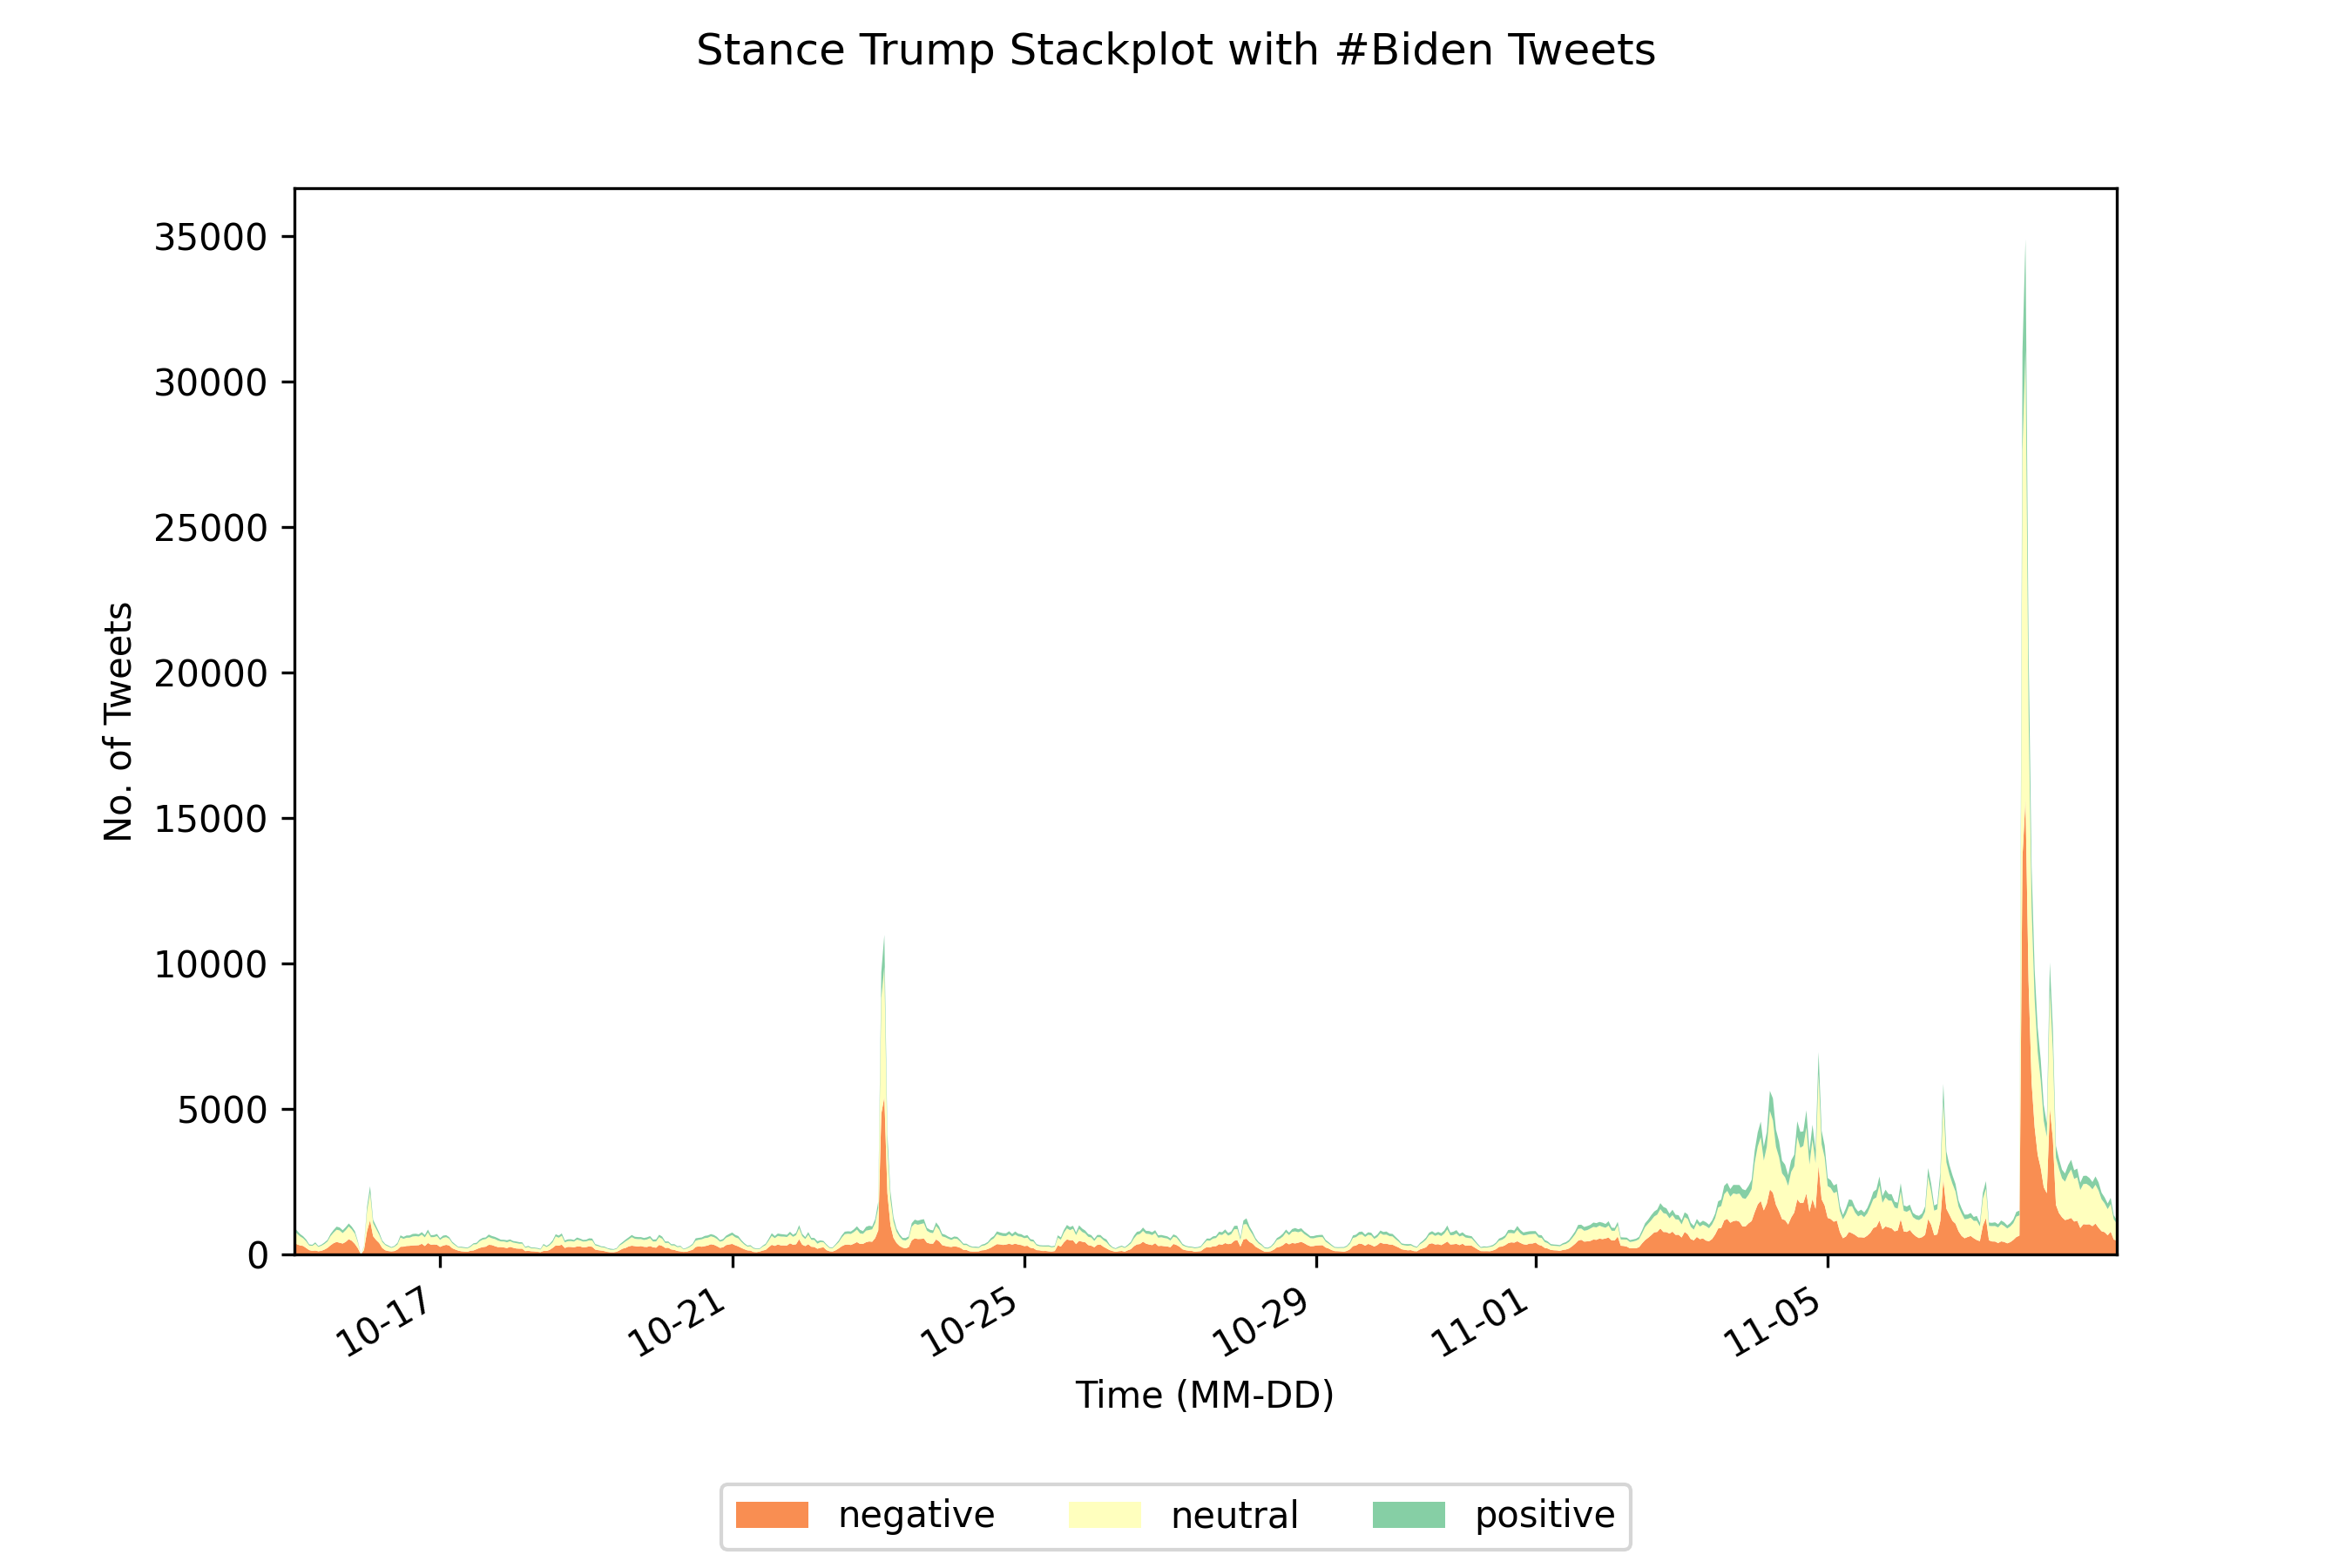 Stance Trump Stackplot with #Biden Tweets
35000
30000
25000
20000
15000
10000
5000
0
No. of Tweets
10-17
10-21
10-25
10-29
11-01
11-05
Time (MM-DD)
negative
neutral
positive